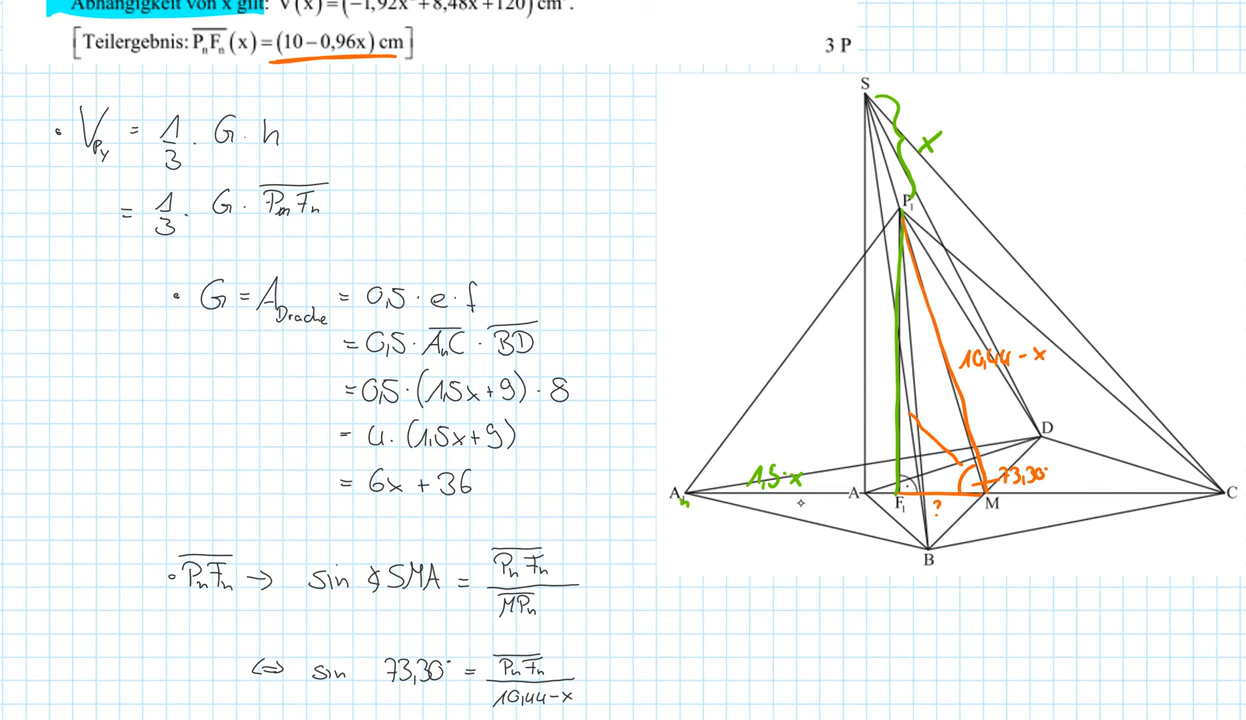 Abhängigkeit von x gilt: V(x) = (−1,92x² + 8,48x + 120) cm³.
[Teilergebnis: P̅ₙF̅ₙ(x) = (10 − 0,96x) cm]
3 P
• V_Py = 1/3 · G · h
= 1/3 · G · P̅ₙF̅ₙ
• G = A_Drache = 0,5 · e · f
= 0,5 · A̅ₙC̅ · B̅D̅
= 0,5 · (1,5x + 9) · 8
= 4 · (1,5x + 9)
= 6x + 36
• P̅ₙF̅ₙ → sin ∡ SMA = P̅ₙF̅ₙ / M̅P̅ₙ
⇔ sin 73,30° = P̅ₙF̅ₙ / 10,44 − x
S
x
P₁
10,44 − x
D
1,5·x
73,30°
Aₙ
A
F₁
?
M
C
B